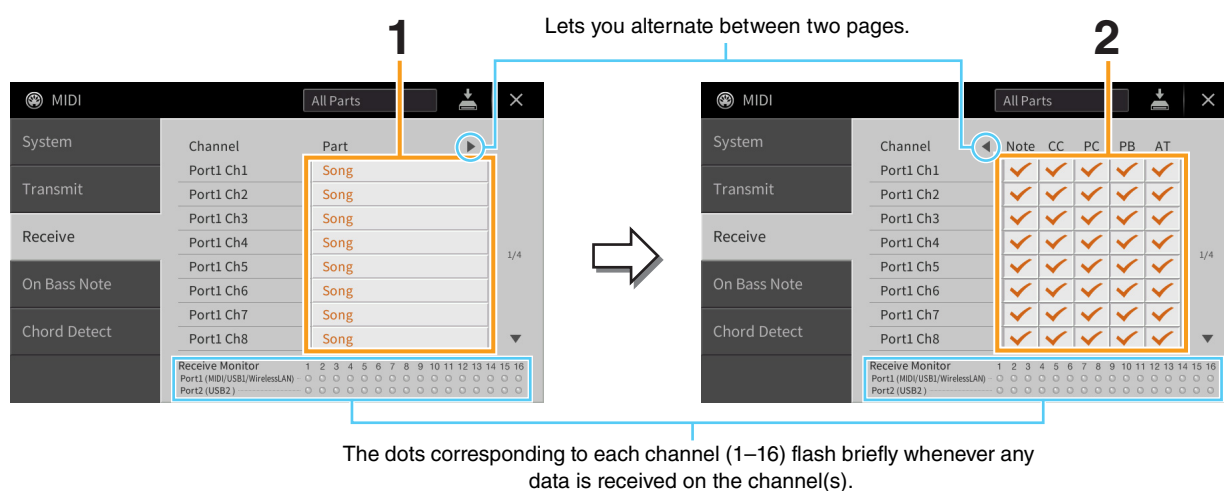 Lets you alternate between two pages.
1
2
MIDI
All Parts
System
Transmit
Receive
On Bass Note
Chord Detect
Channel Part
Port1 Ch1 Song
Port1 Ch2 Song
Port1 Ch3 Song
Port1 Ch4 Song
Port1 Ch5 Song
Port1 Ch6 Song
Port1 Ch7 Song
Port1 Ch8 Song
1/4
Receive Monitor 1 2 3 4 5 6 7 8 9 10 11 12 13 14 15 16
Port1 (MIDI/USB1/WirelessLAN)
Port2 (USB2)
MIDI
All Parts
System
Transmit
Receive
On Bass Note
Chord Detect
Channel Note CC PC PB AT
Port1 Ch1
Port1 Ch2
Port1 Ch3
Port1 Ch4
Port1 Ch5
Port1 Ch6
Port1 Ch7
Port1 Ch8
1/4
Receive Monitor 1 2 3 4 5 6 7 8 9 10 11 12 13 14 15 16
Port1 (MIDI/USB1/WirelessLAN)
Port2 (USB2)
The dots corresponding to each channel (1–16) flash briefly whenever any
data is received on the channel(s).